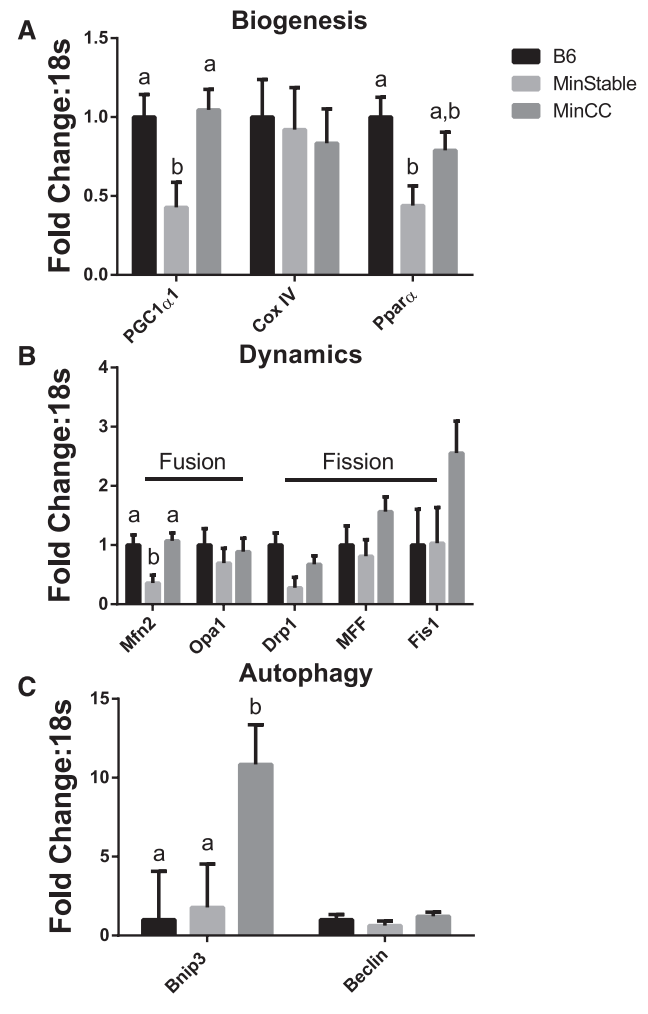 A
Biogenesis
Fold Change:18s
1.5
1.0
0.5
0.0
a
b
a
a
b
a,b
PGC1α1
Cox IV
Pparα
B6
MinStable
MinCC
B
Dynamics
Fold Change:18s
4
3
2
1
0
Fusion
Fission
a
b
a
Mfn2
Opa1
Drp1
MFF
Fis1
C
Autophagy
Fold Change:18s
15
10
5
0
a
a
b
Bnip3
Beclin